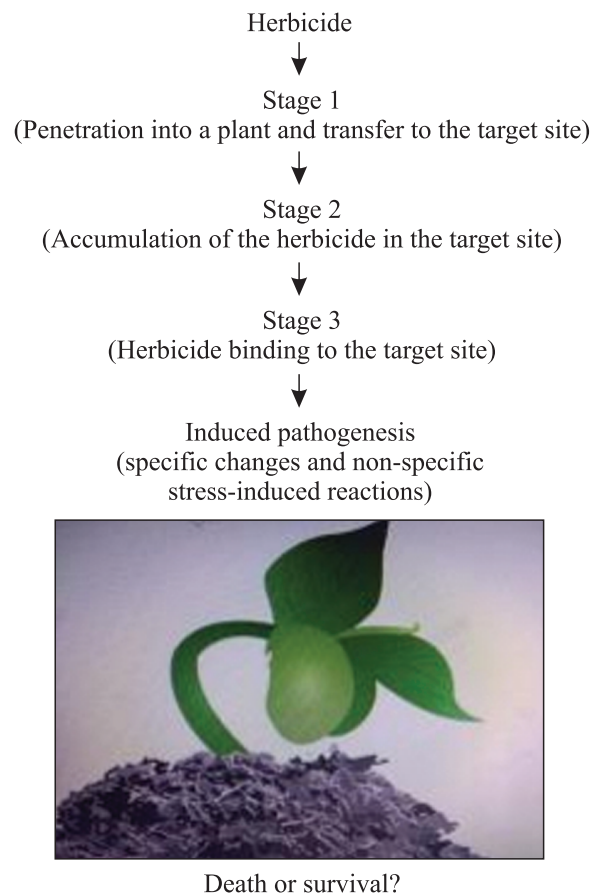 Herbicide
Stage 1
(Penetration into a plant and transfer to the target site)
Stage 2
(Accumulation of the herbicide in the target site)
Stage 3
(Herbicide binding to the target site)
Induced pathogenesis
(specific changes and non-specific
stress-induced reactions)
Death or survival?